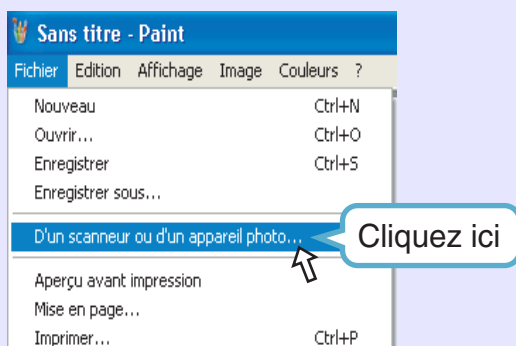 Sans titre - Paint
Fichier Edition Affichage Image Couleurs ?
Nouveau Ctrl+N
Ouvrir... Ctrl+O
Enregistrer Ctrl+S
Enregistrer sous...
D'un scanneur ou d'un appareil photo...
Cliquez ici
Aperçu avant impression
Mise en page...
Imprimer... Ctrl+P